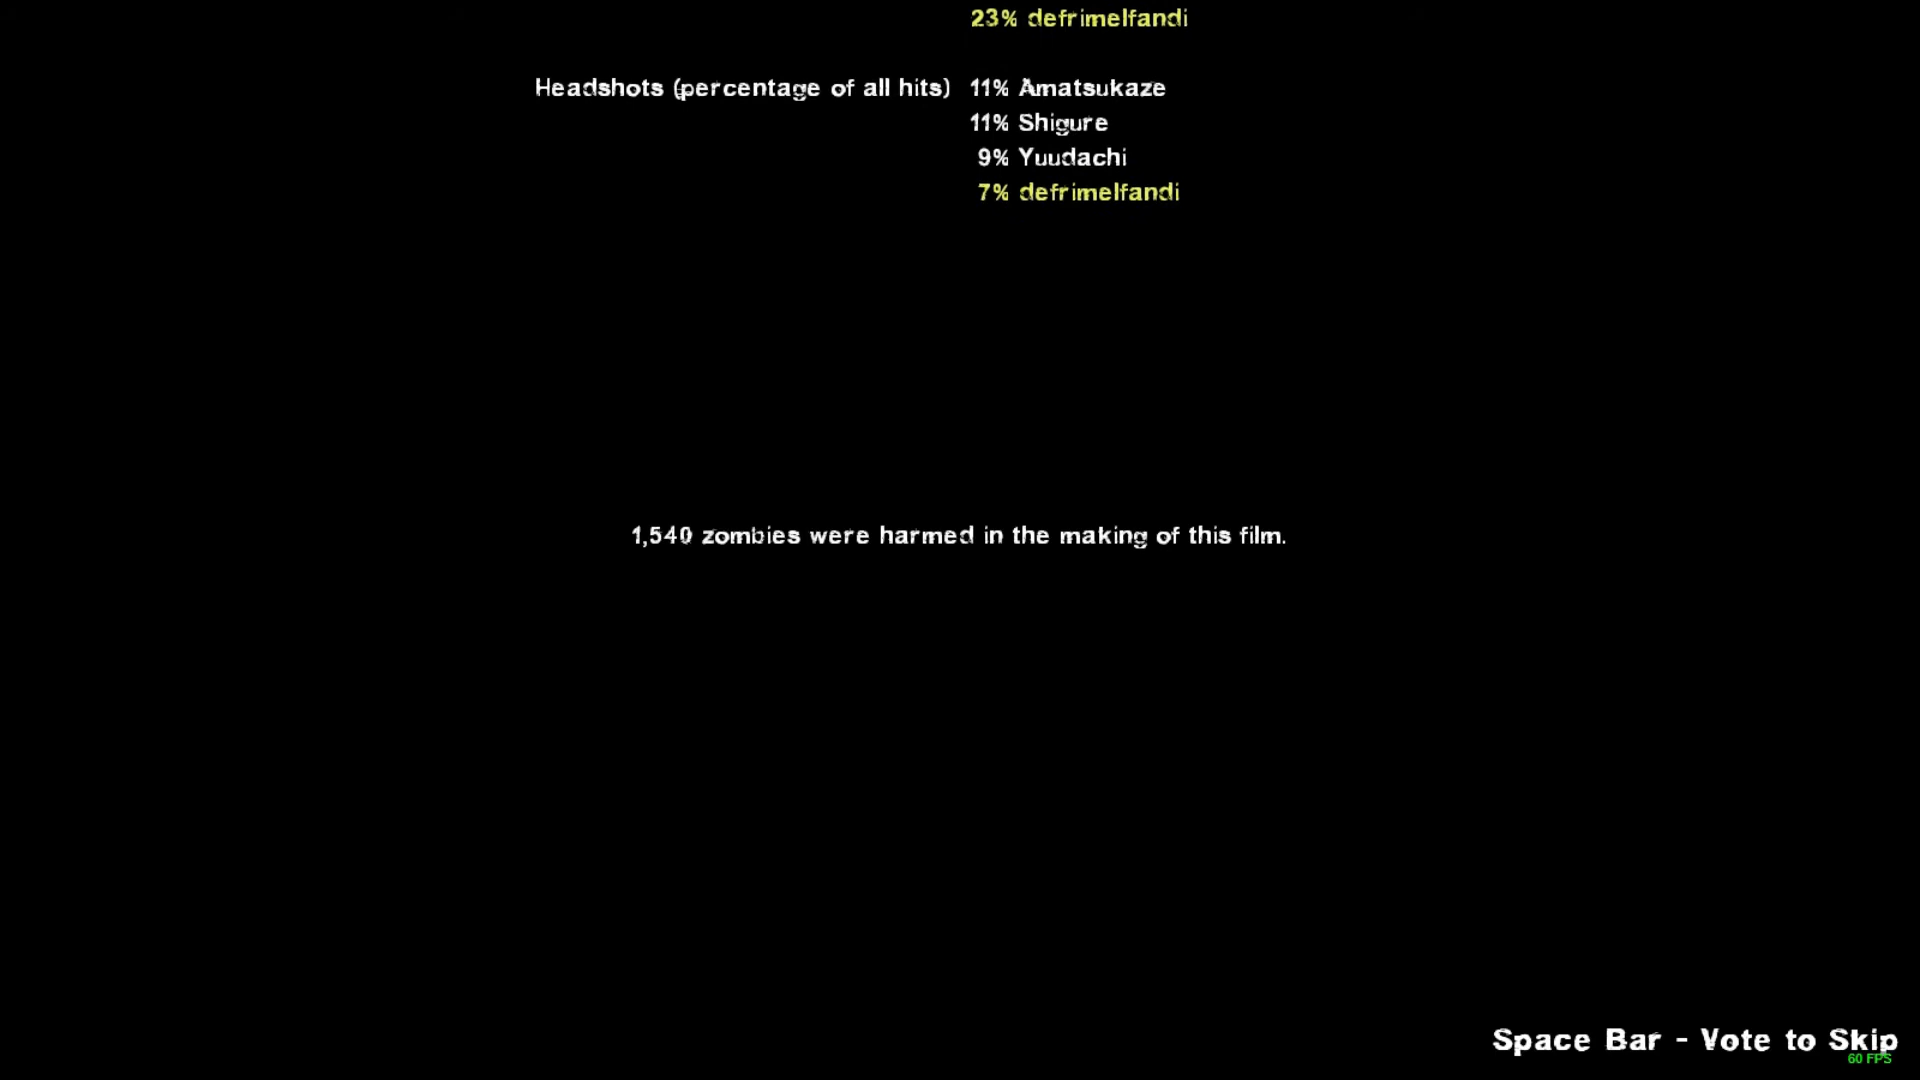 23% defrimelfandi
Headshots (percentage of all hits) 11% Amatsukaze
11% Shigure
9% Yuudachi
7% defrimelfandi
1,540 zombies were harmed in the making of this film.
Space Bar - Vote to Skip
60 FPS